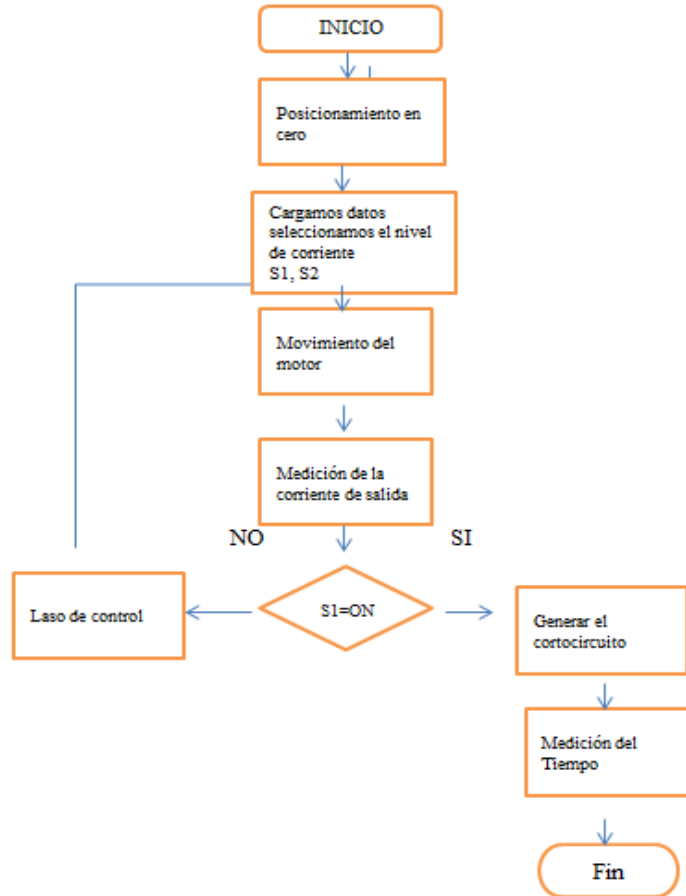 INICIO
Posicionamiento en
cero
Cargamos datos
seleccionamos el nivel
de corriente
S1, S2
Movimiento del
motor
Medición de la
corriente de salida
NO
SI
Laso de control
S1=ON
Generar el
cortocircuito
Medición del
Tiempo
Fin